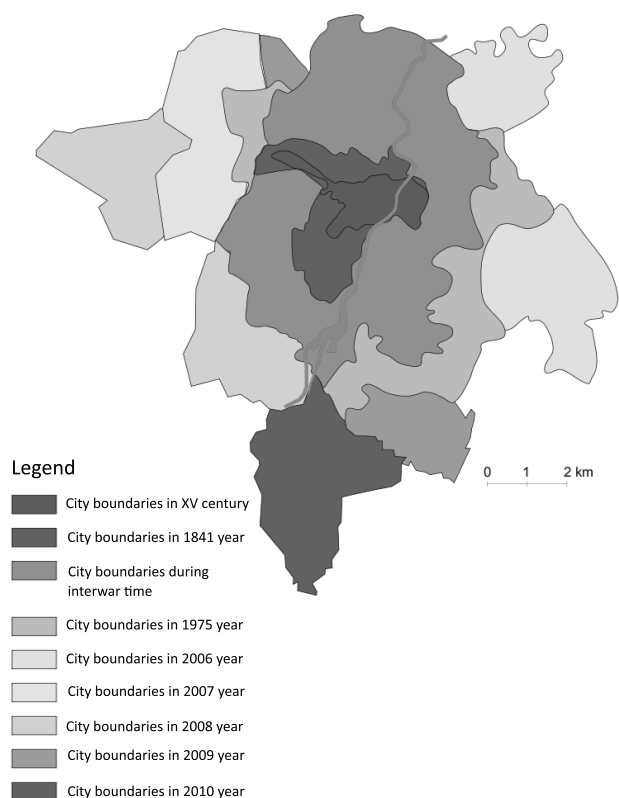 Legend
City boundaries in XV century
City boundaries in 1841 year
City boundaries during
interwar time
City boundaries in 1975 year
City boundaries in 2006 year
City boundaries in 2007 year
City boundaries in 2008 year
City boundaries in 2009 year
City boundaries in 2010 year
0 1 2 km